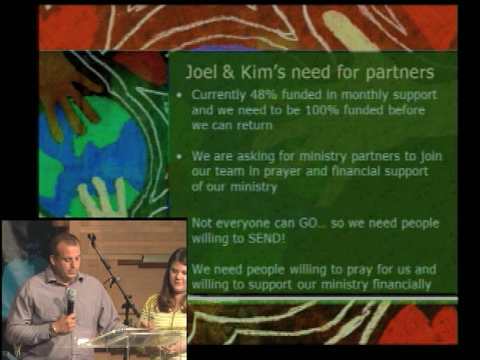 Joel & Kim's need for partners
• Currently 48% funded in monthly support
and we need to be 100% funded before
we can return
• We are asking for ministry partners to join
our team in prayer and financial support
of our ministry
Not everyone can GO... so we need people
willing to SEND!
We need people willing to pray for us and
willing to support our ministry financially